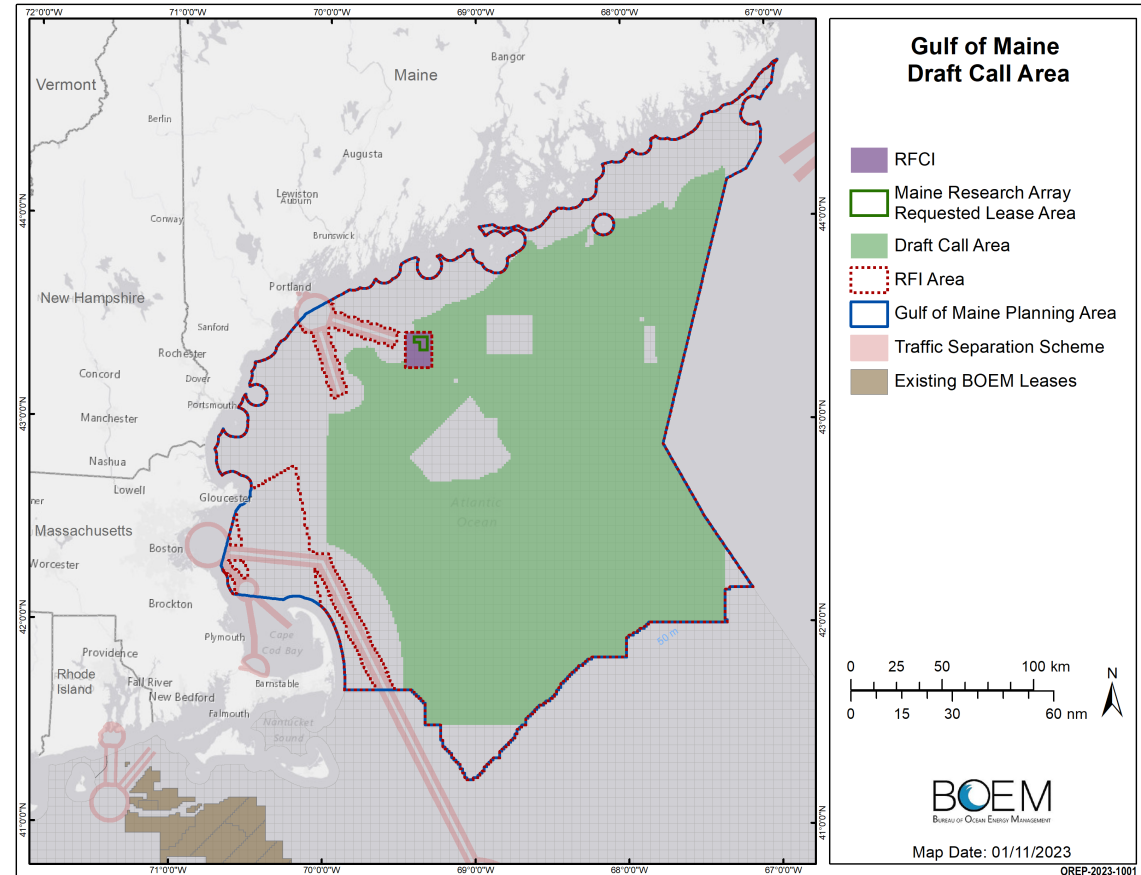 72°0'0"W
71°0'0"W
70°0'0"W
69°0'0"W
68°0'0"W
67°0'0"W
Vermont
Berlin
Maine
Bangor
Augusta
Lewiston
Auburn
Conway
Brunswick
44°0'0"N
44°0'0"N
Portland
New Hampshire
Sanford
Rochester
Concord
Dover
Portsmouth
Manchester
43°0'0"N
43°0'0"N
Nashua
Lowell
Gloucester
ner
Massachusetts
Atlantic
Ocean
Boston
Worcester
Brockton
42°0'0"N
42°0'0"N
50 m
Plymouth
Cape
Cod Bay
Providence
Rhode
Island
Fall River
Barnstable
New Bedford
Falmouth
Nantucket
Sound
41°0'0"N
41°0'0"N
71°0'0"W
70°0'0"W
69°0'0"W
68°0'0"W
67°0'0"W
Gulf of Maine
Draft Call Area
RFCI
Maine Research Array
Requested Lease Area
Draft Call Area
RFI Area
Gulf of Maine Planning Area
Traffic Separation Scheme
Existing BOEM Leases
0 25 50 100 km
0 15 30 60 nm
N
BOEM
Bureau of Ocean Energy Management
Map Date: 01/11/2023
OREP-2023-1001